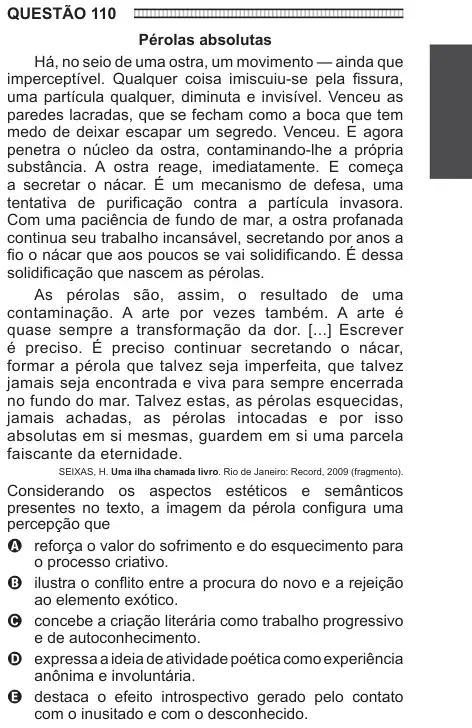 QUESTÃO 110
Pérolas absolutas
Há, no seio de uma ostra, um movimento — ainda que
imperceptível. Qualquer coisa imiscuiu-se pela fissura,
uma partícula qualquer, diminuta e invisível. Venceu as
paredes lacradas, que se fecham como a boca que tem
medo de deixar escapar um segredo. Venceu. E agora
penetra o núcleo da ostra, contaminando-lhe a própria
substância. A ostra reage, imediatamente. E começa
a secretar o nácar. É um mecanismo de defesa, uma
tentativa de purificação contra a partícula invasora.
Com uma paciência de fundo de mar, a ostra profanada
continua seu trabalho incansável, secretando por anos a
fio o nácar que aos poucos se vai solidificando. É dessa
solidificação que nascem as pérolas.
As pérolas são, assim, o resultado de uma
contaminação. A arte por vezes também. A arte é
quase sempre a transformação da dor. [...] Escrever
é preciso. É preciso continuar secretando o nácar,
formar a pérola que talvez seja imperfeita, que talvez
jamais seja encontrada e viva para sempre encerrada
no fundo do mar. Talvez estas, as pérolas esquecidas,
jamais achadas, as pérolas intocadas e por isso
absolutas em si mesmas, guardem em si uma parcela
faiscante da eternidade.
SEIXAS, H. Uma ilha chamada livro. Rio de Janeiro: Record, 2009 (fragmento).
Considerando os aspectos estéticos e semânticos
presentes no texto, a imagem da pérola configura uma
percepção que
A reforça o valor do sofrimento e do esquecimento para
o processo criativo.
B ilustra o conflito entre a procura do novo e a rejeição
ao elemento exótico.
C concebe a criação literária como trabalho progressivo
e de autoconhecimento.
D expressa a ideia de atividade poética como experiência
anônima e involuntária.
E destaca o efeito introspectivo gerado pelo contato
com o inusitado e com o desconhecido.